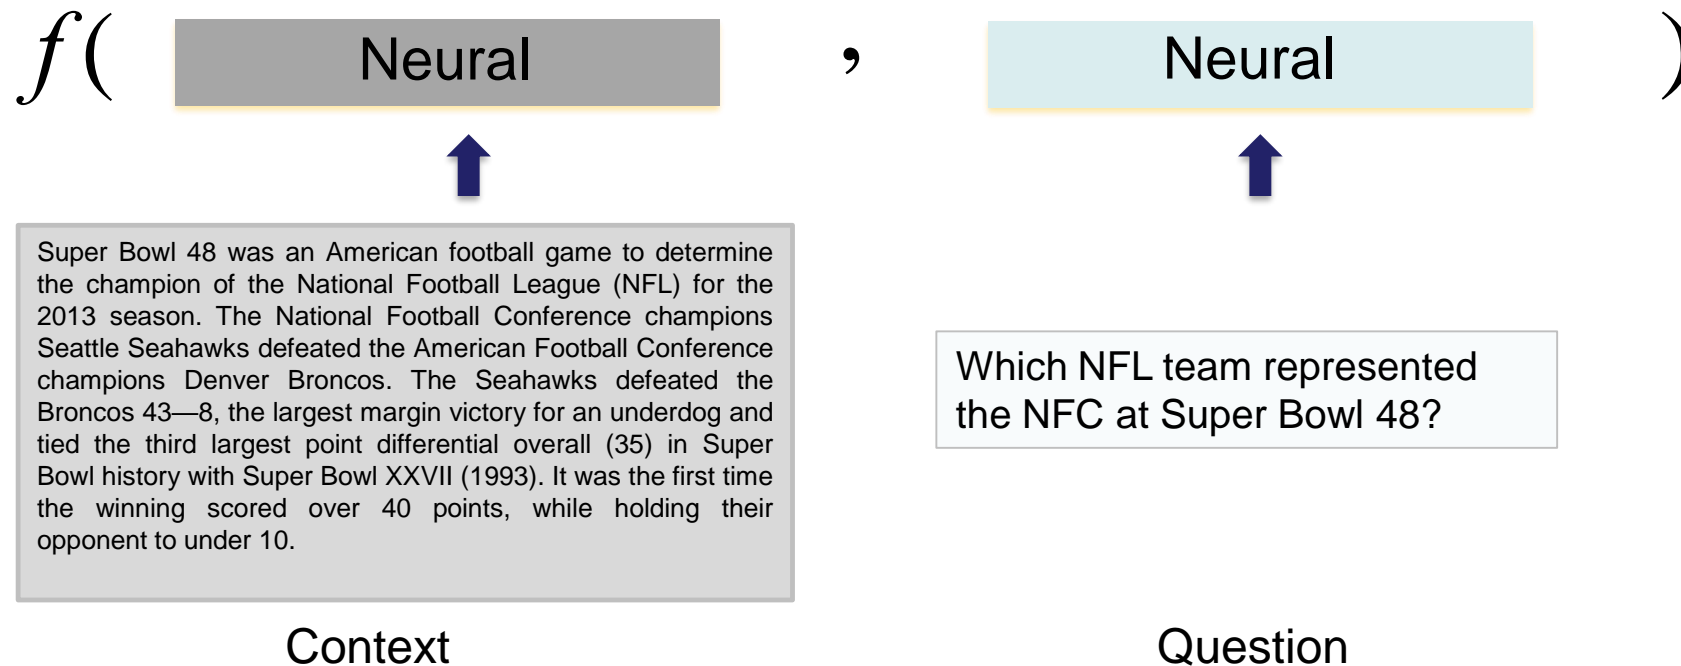 f( Neural , Neural )
Super Bowl 48 was an American football game to determine
the champion of the National Football League (NFL) for the
2013 season. The National Football Conference champions
Seattle Seahawks defeated the American Football Conference
champions Denver Broncos. The Seahawks defeated the
Broncos 43—8, the largest margin victory for an underdog and
tied the third largest point differential overall (35) in Super
Bowl history with Super Bowl XXVII (1993). It was the first time
the winning scored over 40 points, while holding their
opponent to under 10.
Which NFL team represented
the NFC at Super Bowl 48?
Context
Question